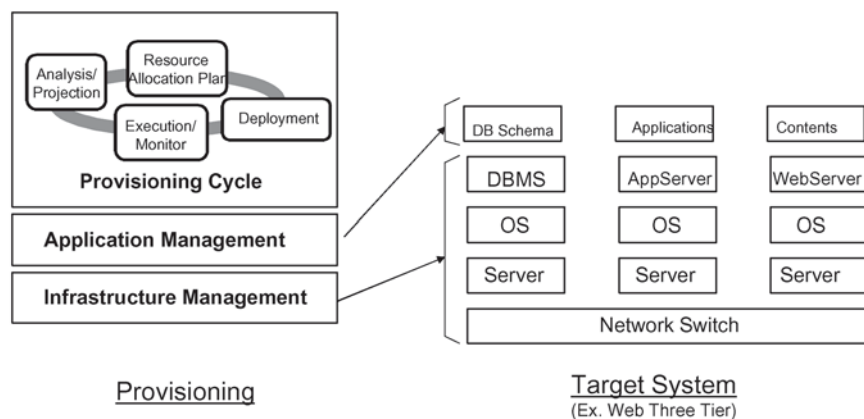 Analysis/
Projection
Resource
Allocation Plan
Execution/
Monitor
Deployment
Provisioning Cycle
Application Management
Infrastructure Management
Provisioning
DB Schema
Applications
Contents
DBMS
AppServer
WebServer
OS
OS
OS
Server
Server
Server
Network Switch
Target System
(Ex. Web Three Tier)